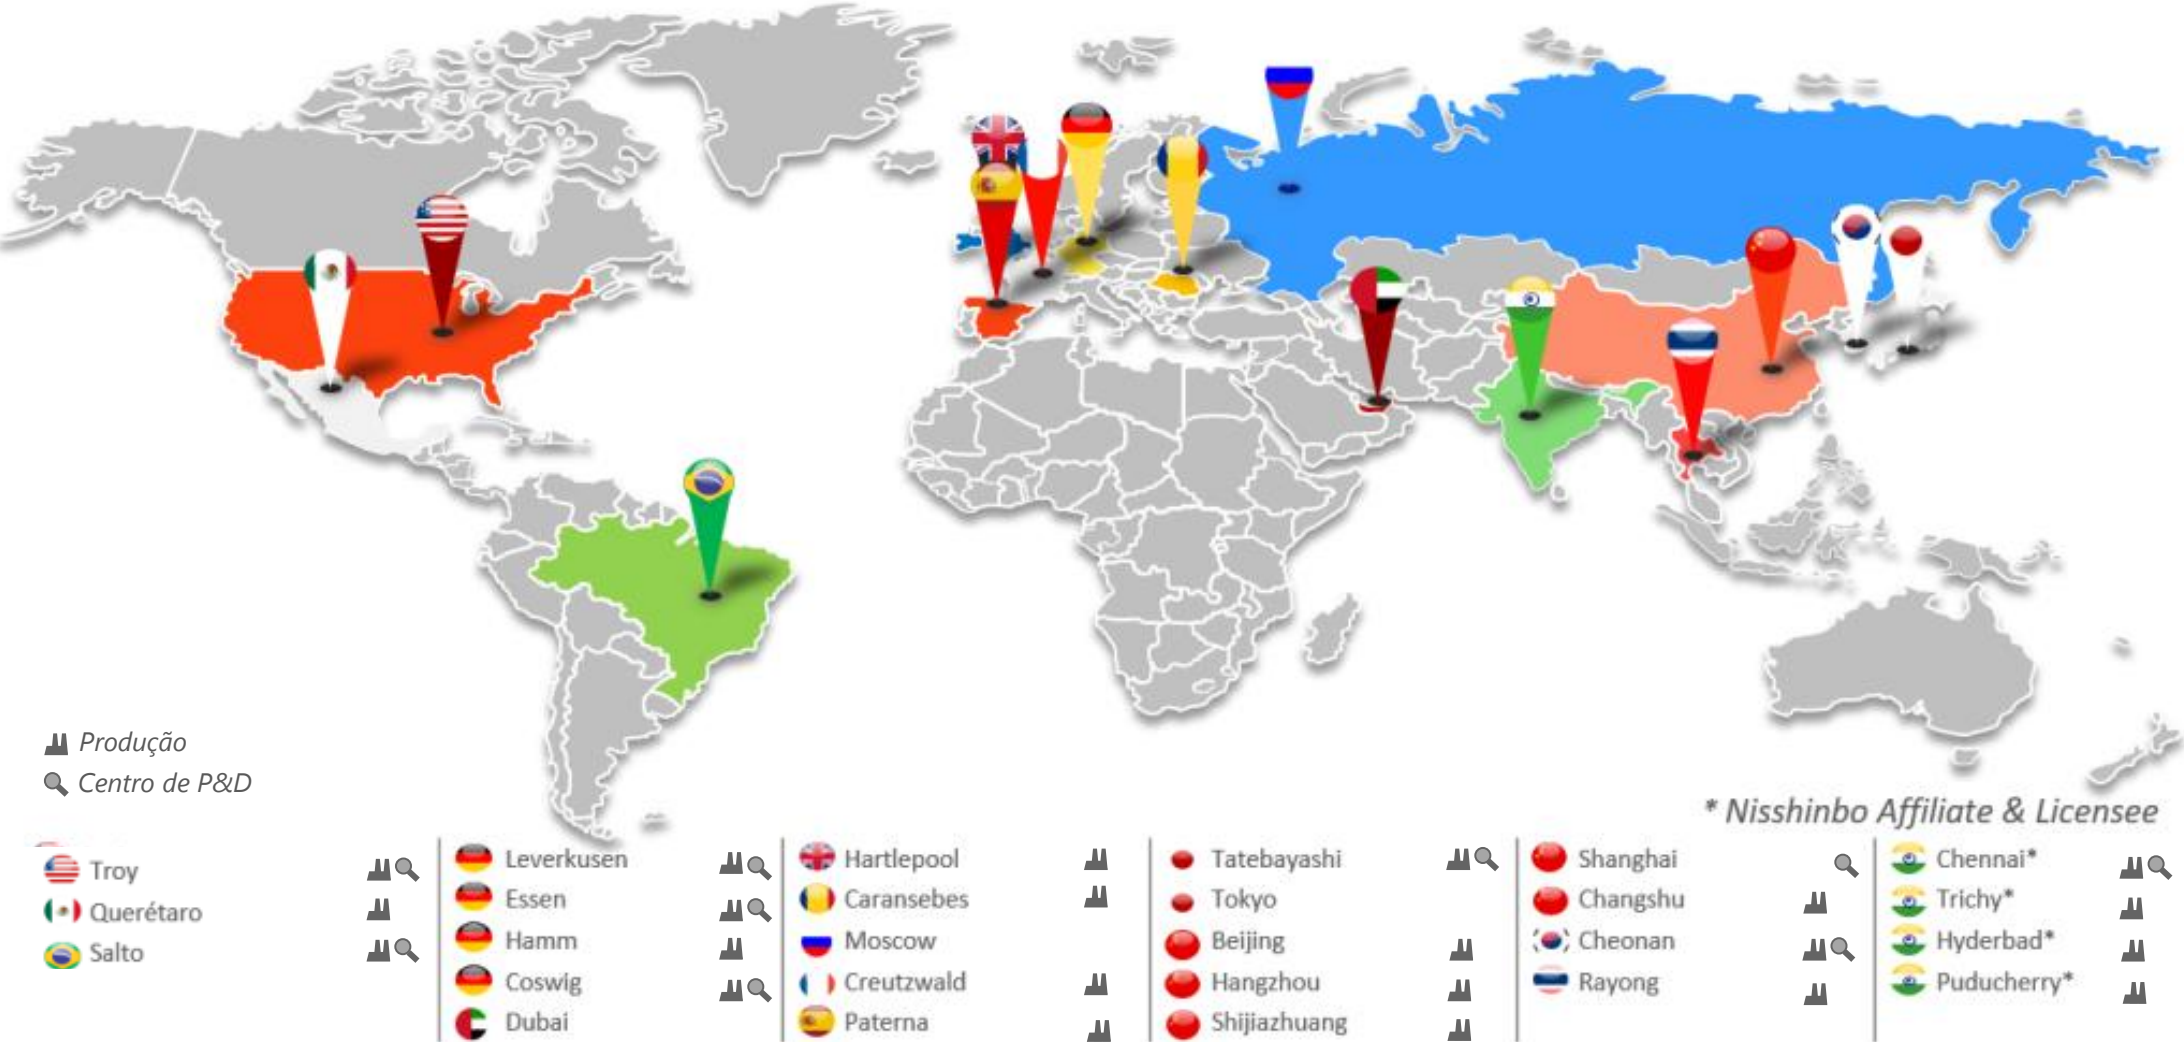 Produção
Centro de P&D
* Nisshinbo Affiliate & Licensee
Troy
Querétaro
Salto
Leverkusen
Essen
Hamm
Coswig
Dubai
Hartlepool
Caransebes
Moscow
Creutzwald
Paterna
Tatebayashi
Tokyo
Beijing
Hangzhou
Shijiazhuang
Shanghai
Changshu
Cheonan
Rayong
Chennai*
Trichy*
Hyderbad*
Puducherry*